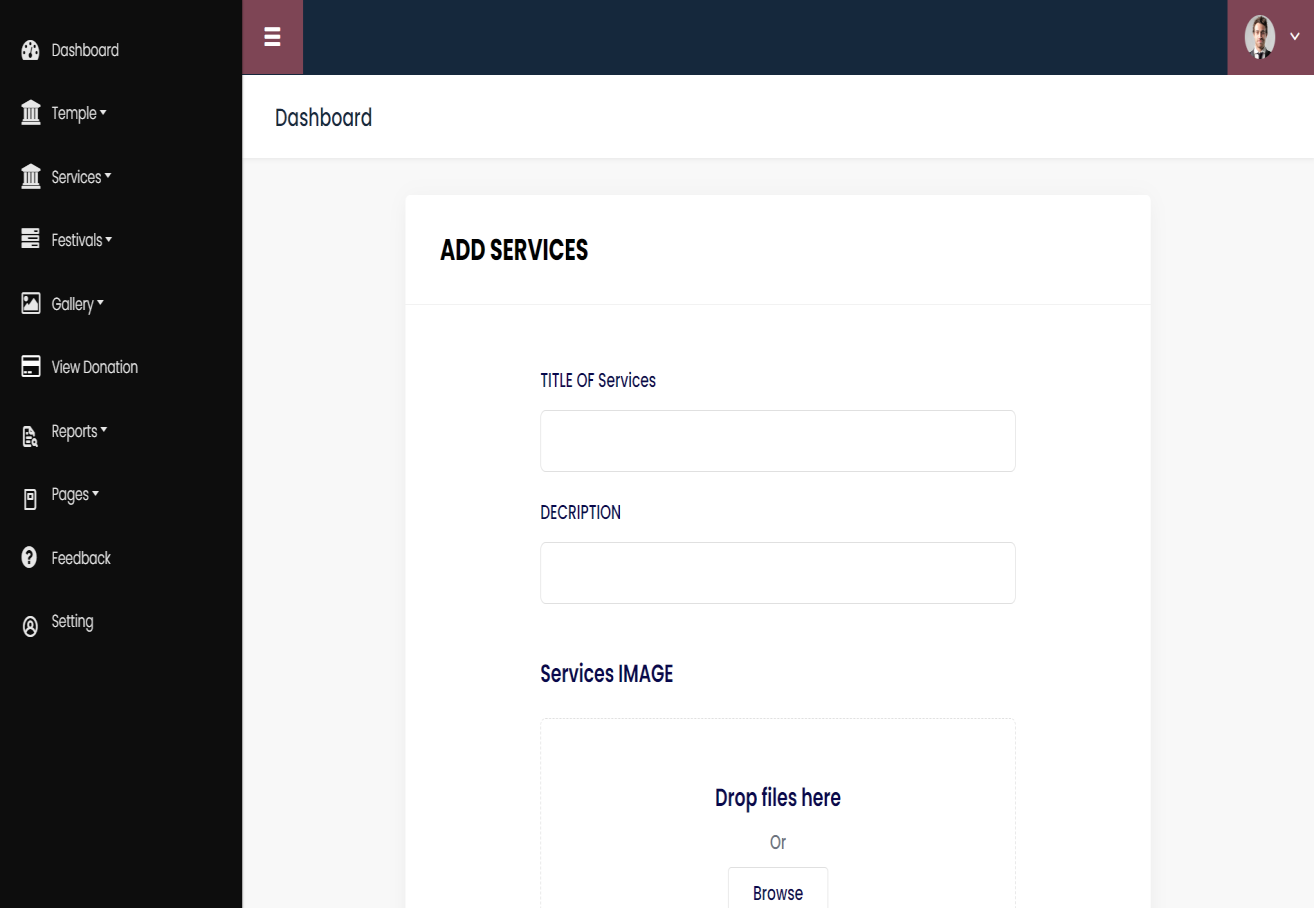 Dashboard
Temple
Services
Festivals
Gallery
View Donation
Reports
Pages
Feedback
Setting
Dashboard
ADD SERVICES
TITLE OF Services
DECRIPTION
Services IMAGE
Drop files here
Or
Browse